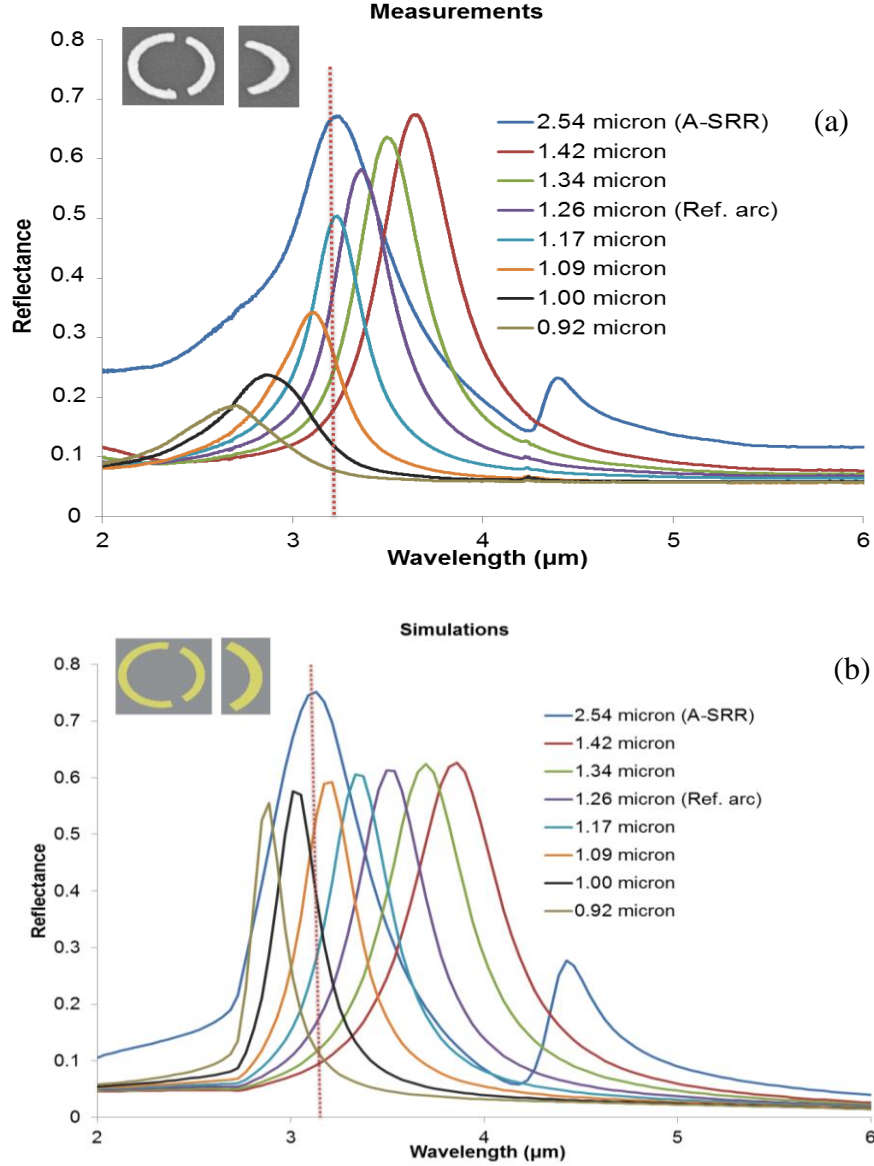 Measurements
0.8
0.7
0.6
0.5
0.4
0.3
0.2
0.1
0
Reflectance
2.54 micron (A-SRR)
1.42 micron
1.34 micron
1.26 micron (Ref. arc)
1.17 micron
1.09 micron
1.00 micron
0.92 micron
(a)
2 3 4 5 6
Wavelength (µm)
Simulations
0.8
0.7
0.6
0.5
0.4
0.3
0.2
0.1
0
Reflectance
2.54 micron (A-SRR)
1.42 micron
1.34 micron
1.26 micron (Ref. arc)
1.17 micron
1.09 micron
1.00 micron
0.92 micron
(b)
2 3 4 5 6
Wavelength (µm)